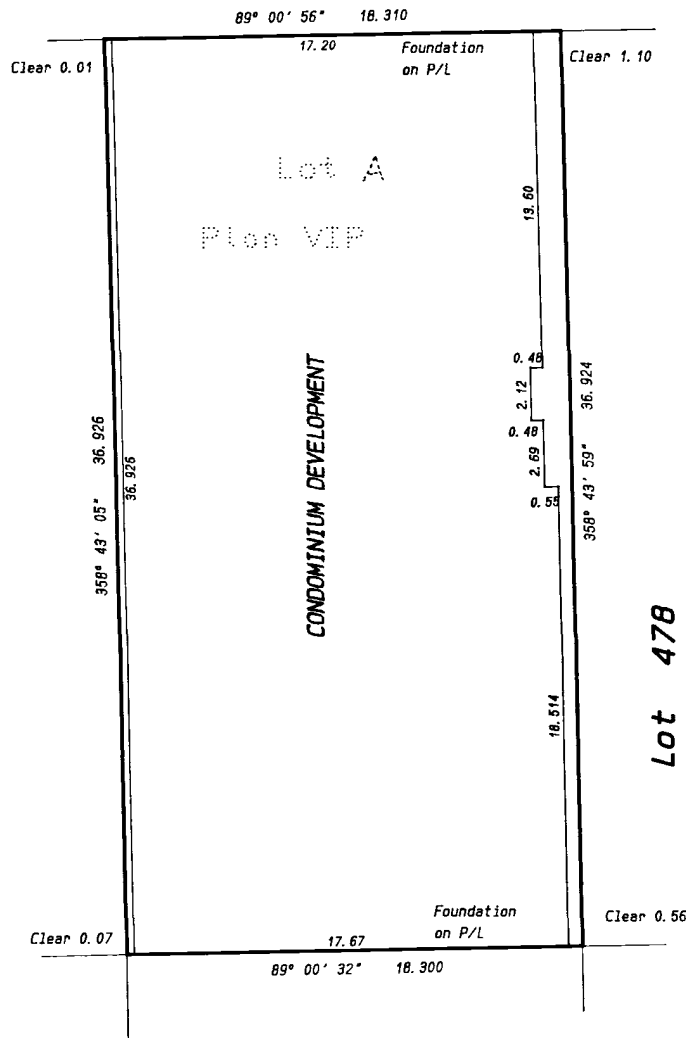 89° 00' 56" 18.310
17.20
Foundation
on P/L
Clear 0.01
Clear 1.10
Lot A
Plan VIP
13.60
0.48
2.12
0.48
2.69
0.55
36.924
358° 43' 59"
CONDOMINIUM DEVELOPMENT
36.926
358° 43' 05"
36.926
18.514
Lot 478
Foundation
on P/L
Clear 0.56
Clear 0.07
17.67
89° 00' 32" 18.300